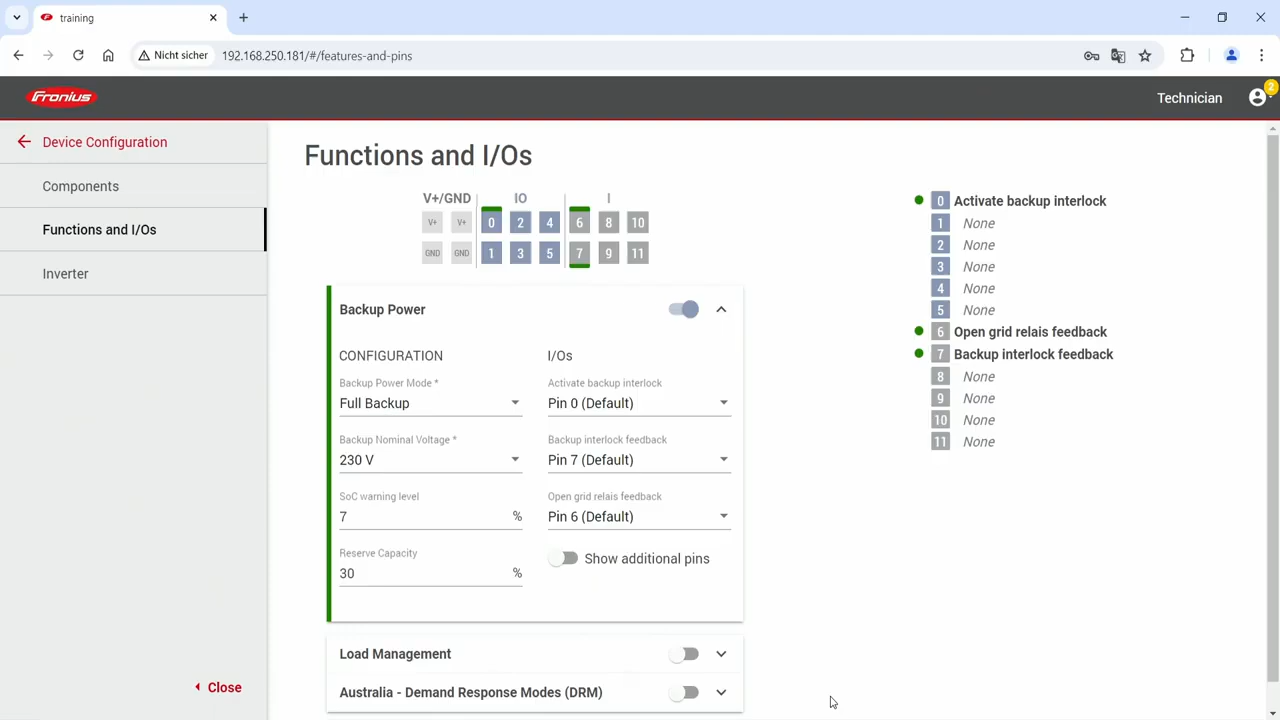 training
Nicht sicher
192.168.250.181/#/features-and-pins
Fronius
Technician
2
Device Configuration
Components
Functions and I/Os
Inverter
Close
Functions and I/Os
V+/GND IO I
V+ V+ 0 2 4 6 8 10
GND GND 1 3 5 7 9 11
Backup Power
CONFIGURATION
Backup Power Mode *
Full Backup
Backup Nominal Voltage *
230 V
SoC warning level
7 %
Reserve Capacity
30 %
I/Os
Activate backup interlock
Pin 0 (Default)
Backup interlock feedback
Pin 7 (Default)
Open grid relais feedback
Pin 6 (Default)
Show additional pins
Load Management
Australia - Demand Response Modes (DRM)
0 Activate backup interlock
1 None
2 None
3 None
4 None
5 None
6 Open grid relais feedback
7 Backup interlock feedback
8 None
9 None
10 None
11 None